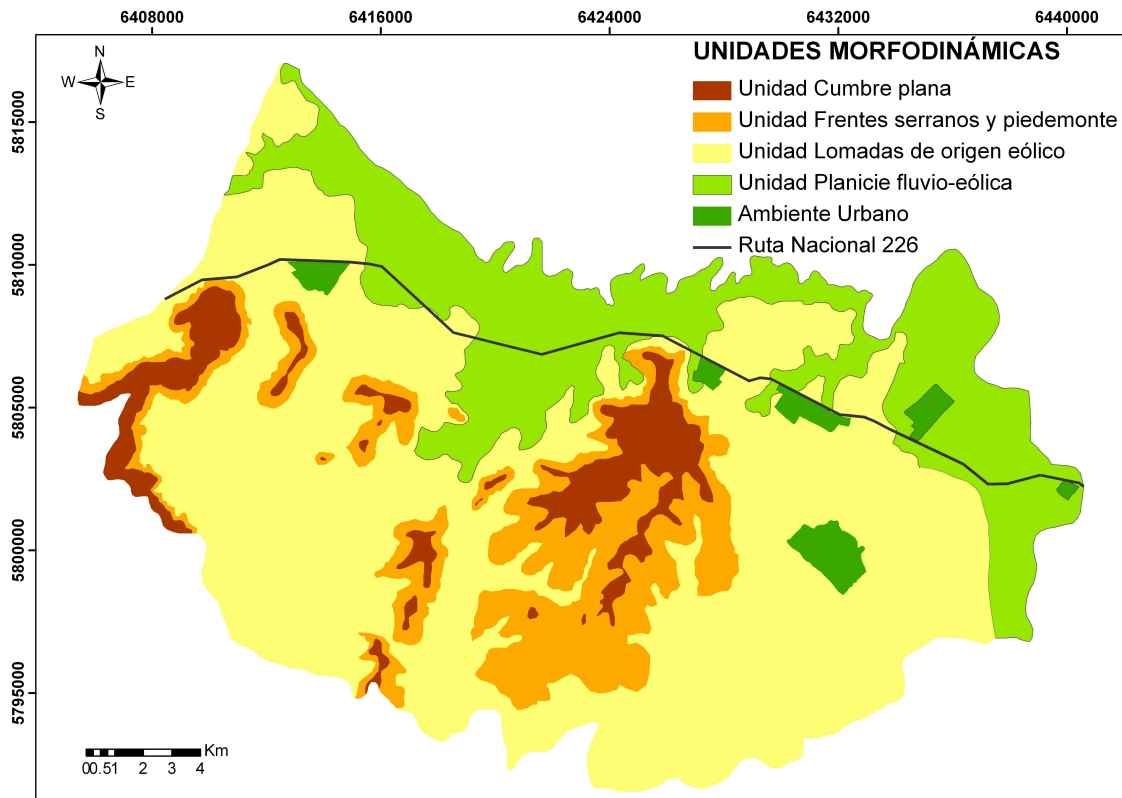 6408000 6416000 6424000 6432000 6440000
UNIDADES MORFODINÁMICAS
N
W E
S
Unidad Cumbre plana
Unidad Frentes serranos y piedemonte
Unidad Lomadas de origen eólico
Unidad Planicie fluvio-eólica
Ambiente Urbano
Ruta Nacional 226
5815000
5810000
5805000
5800000
5795000
Km
00.51 2 3 4